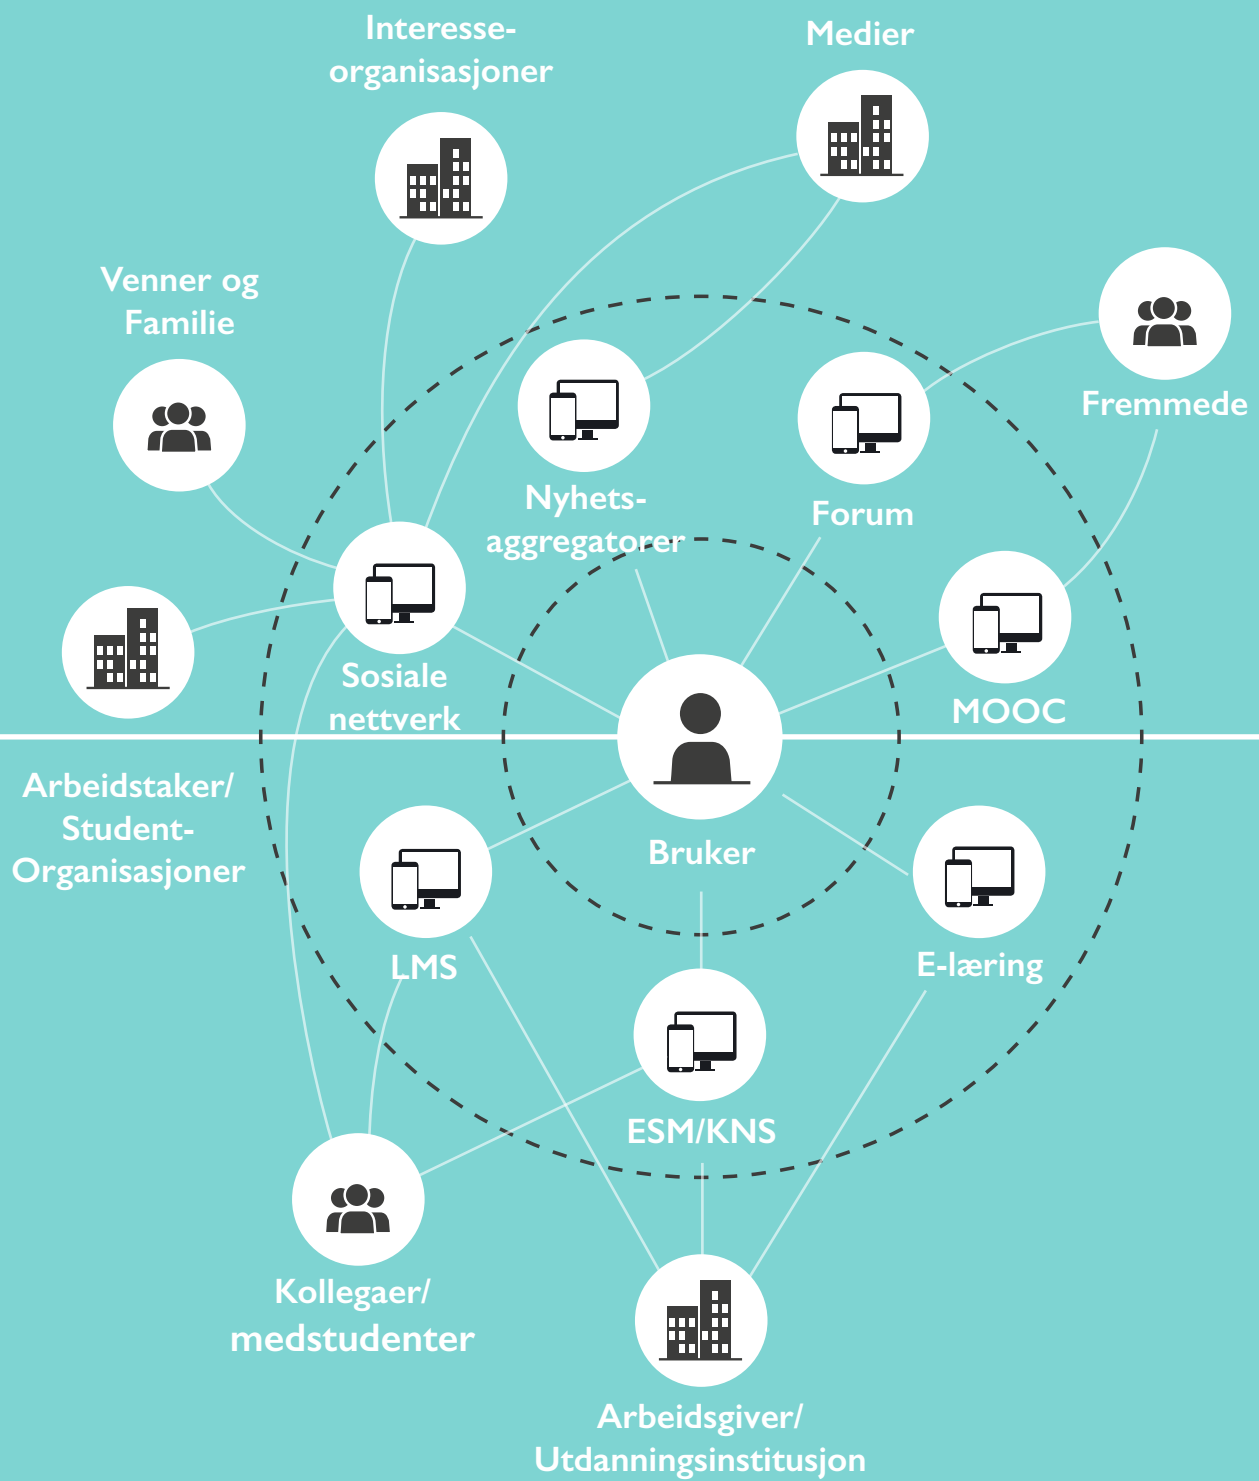 Interesse-
organisasjoner
Medier
Venner og
Familie
Fremmede
Nyhets-
aggregatorer
Forum
Sosiale
nettverk
MOOC
Arbeidstaker/
Student-
Organisasjoner
Bruker
LMS
E-læring
ESM/KNS
Kollegaer/
medstudenter
Arbeidsgiver/
Utdanningsinstitusjon